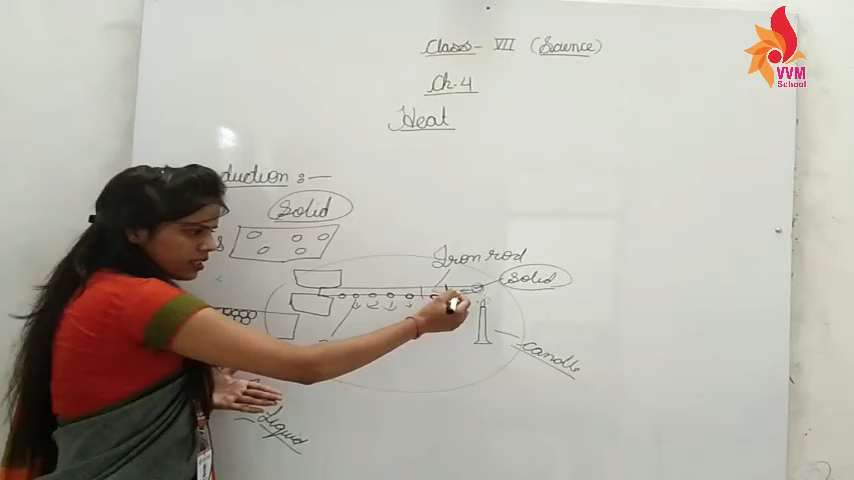 Class- VII (Science)
Ch-4
Heat
VVM
School
duction :-
Solid
s
Iron rod
Solid
Candle
Liquid